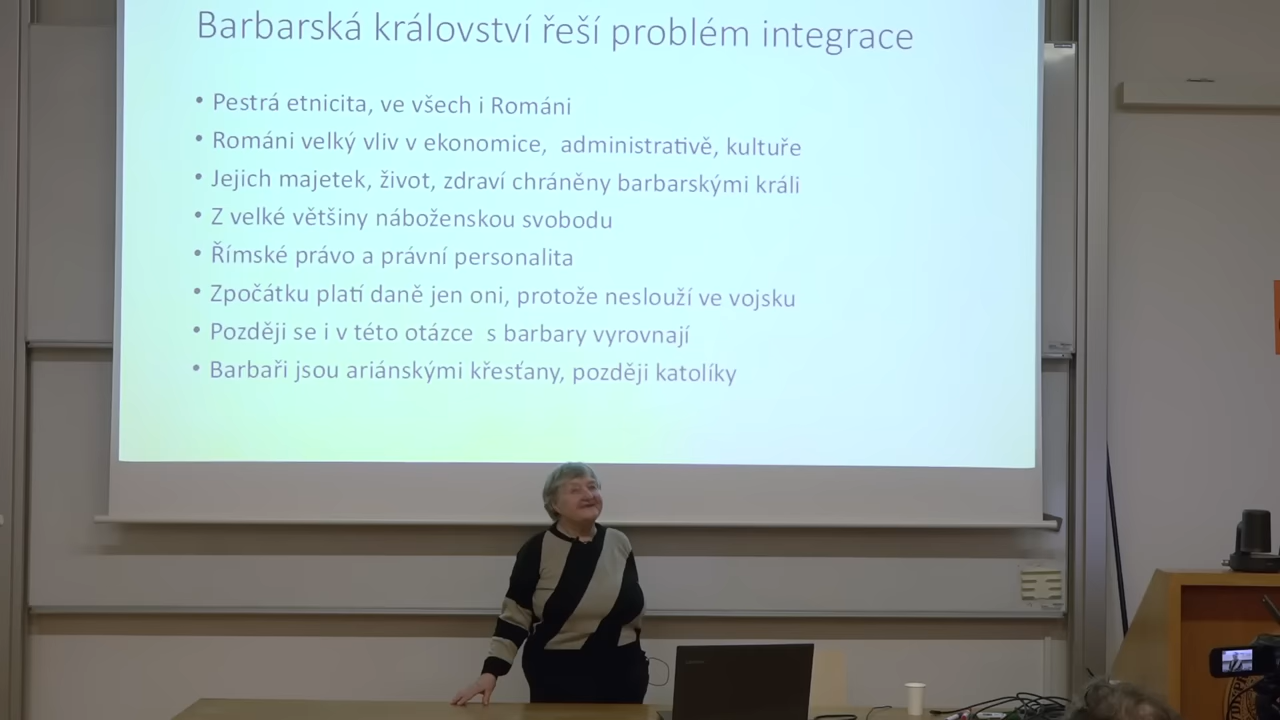 Barbarská království řeší problém integrace
• Pestrá etnicita, ve všech i Románi
• Románi velký vliv v ekonomice, administrativě, kultuře
• Jejich majetek, život, zdraví chráněny barbarskými králi
• Z velké většiny náboženskou svobodu
• Římské právo a právní personalita
• Zpočátku platí daně jen oni, protože neslouží ve vojsku
• Později se i v této otázce s barbary vyrovnají
• Barbaři jsou ariánskými křesťany, později katolíky